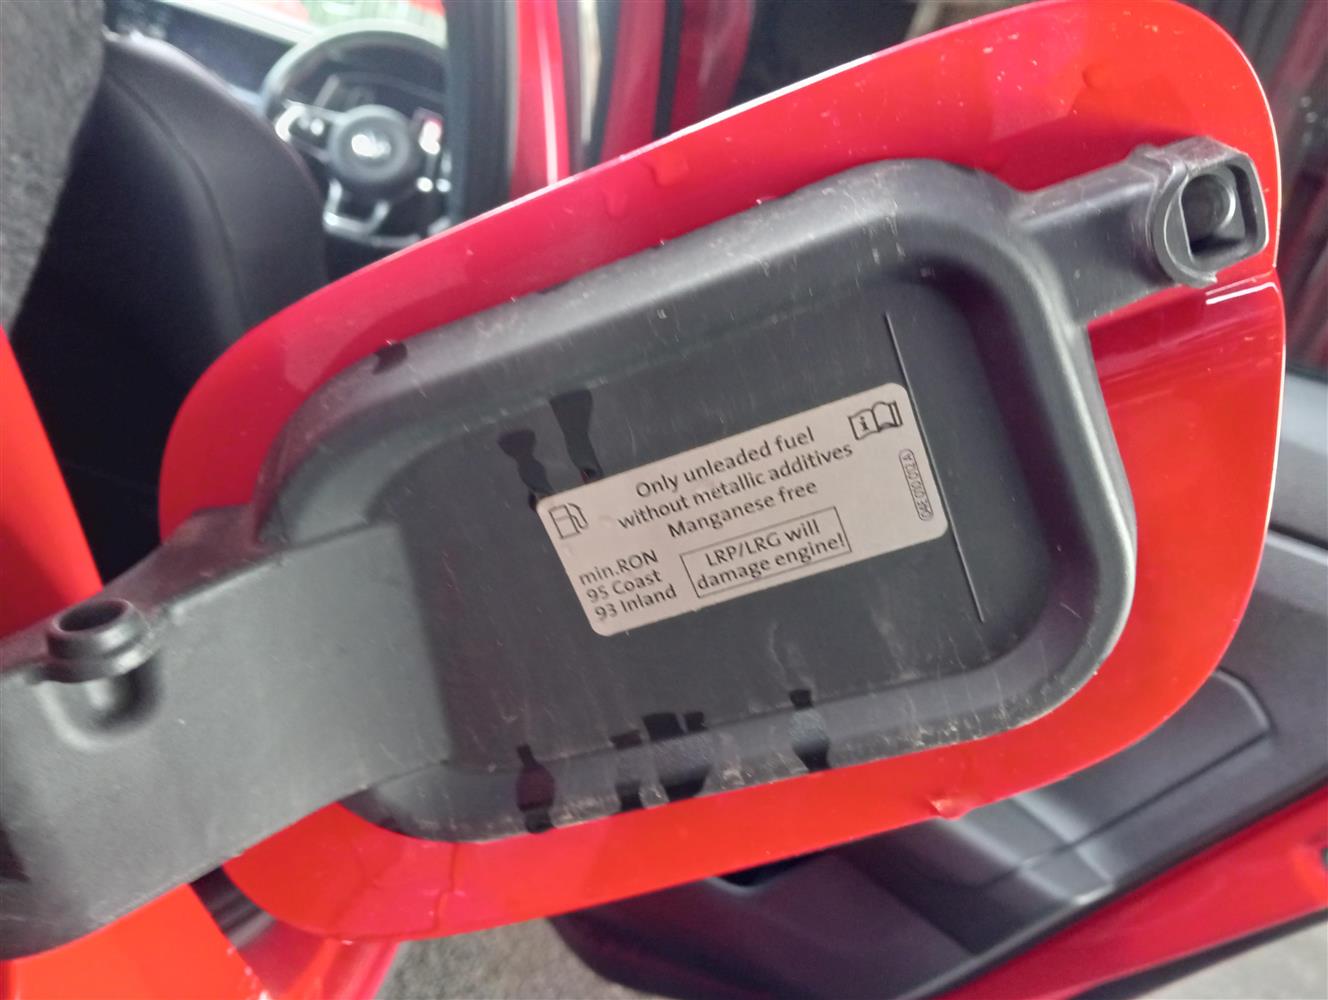 Only unleaded fuel
without metallic additives
Manganese free
min.RON
95 Coast
93 Inland
LRP/LRG will
damage engine!